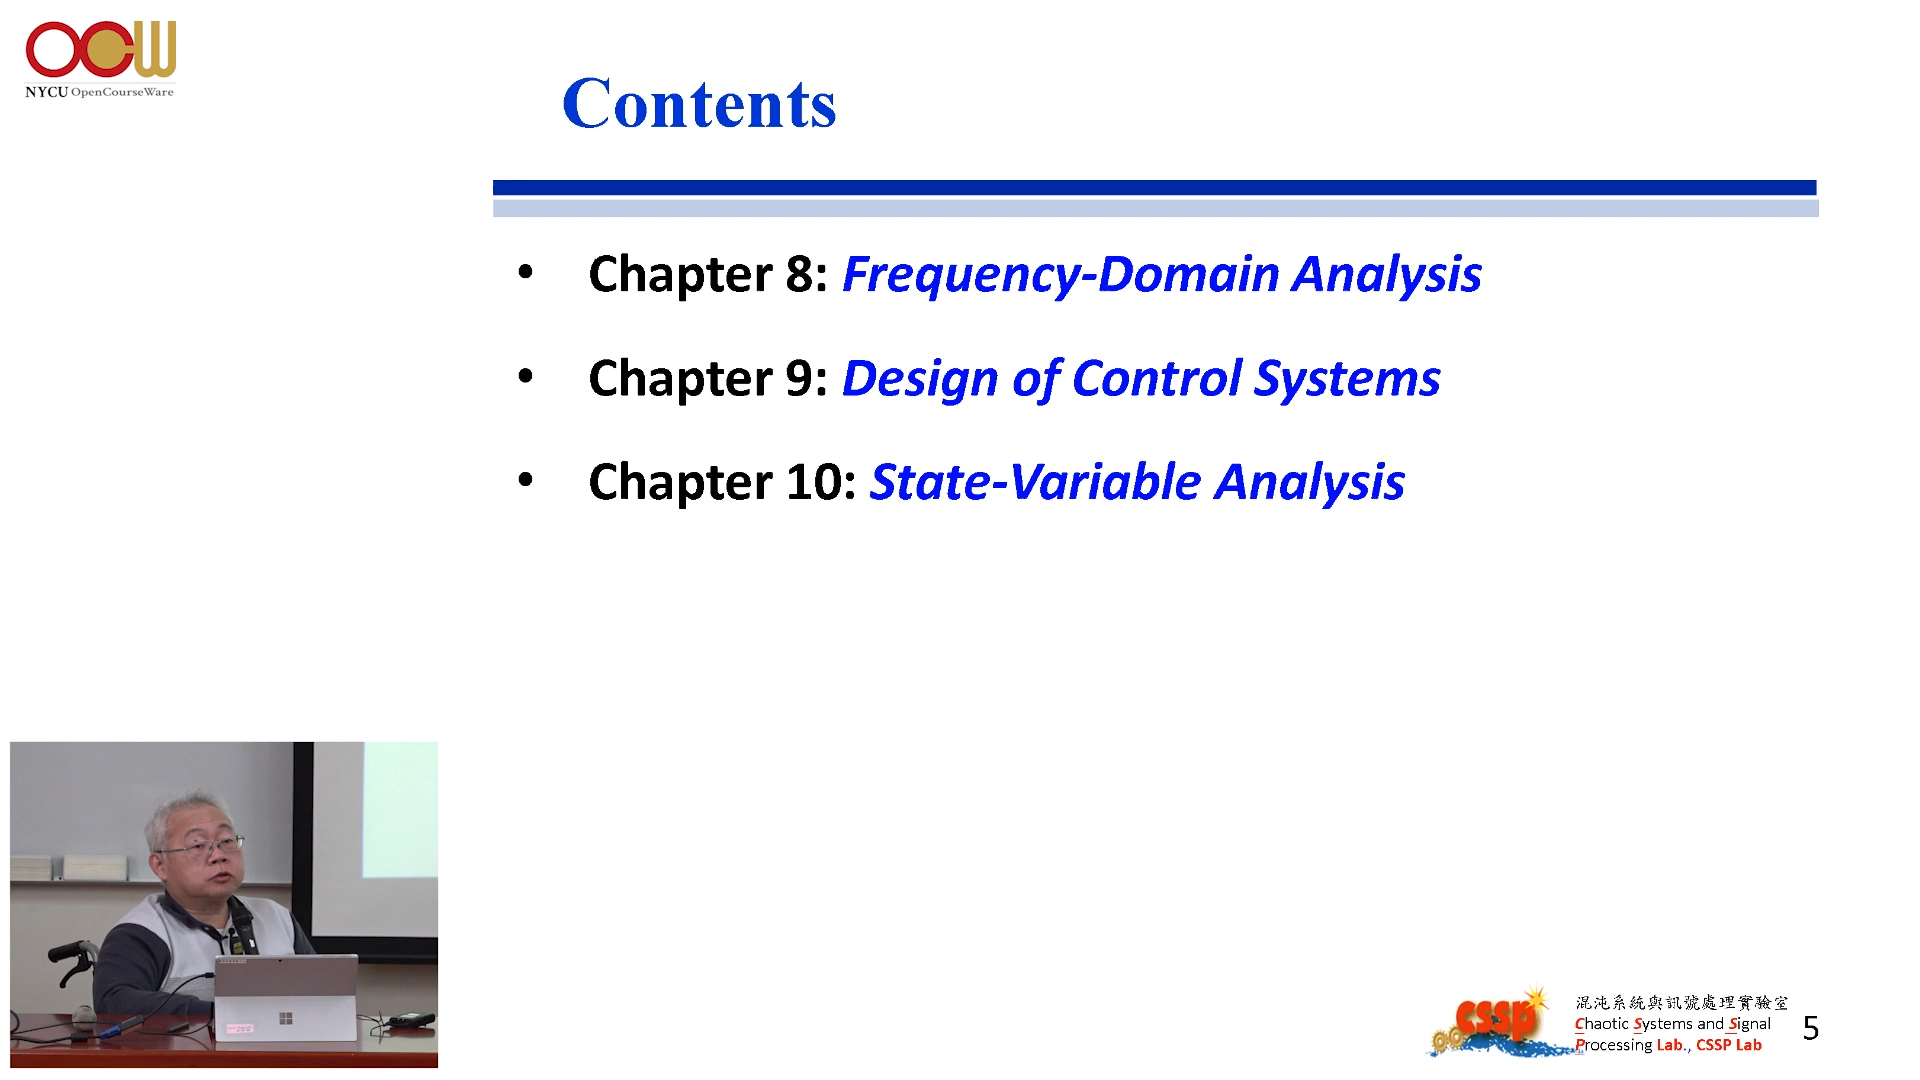 OCW
NYCU OpenCourseWare
Contents
• Chapter 8: Frequency-Domain Analysis
• Chapter 9: Design of Control Systems
• Chapter 10: State-Variable Analysis
cssp
混沌系統與訊號處理實驗室
Chaotic Systems and Signal
Processing Lab., CSSP Lab
5